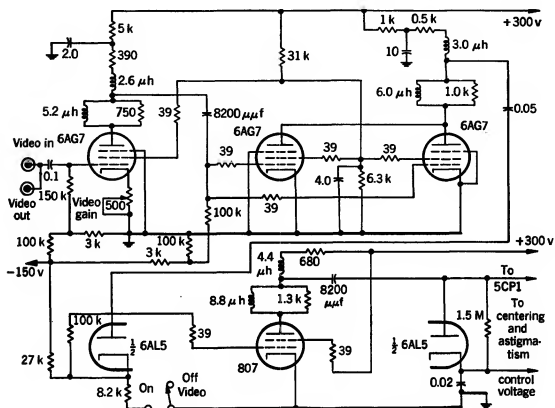 +300 v
5 k
1 k
0.5 k
2.0
390
31 k
10
3.0 μh
2.6 μh
5.2 μh
750
39
8200 μμf
6.0 μh
1.0 k
0.05
6AG7
6AG7
6AG7
Video in
0.1
39
39
39
150 k
Video out
Video gain
500
4.0
6.3 k
39
100 k
100 k
3 k
100 k
−150 v
3 k
4.4 μh
680
+300 v
8200 μμf
To 5CP1
8.8 μh
1.3 k
100 k
1.5 M
To centering and astigmatism control voltage
½ 6AL5
39
39
½ 6AL5
807
27 k
8.2 k
On
Off
Video
0.02